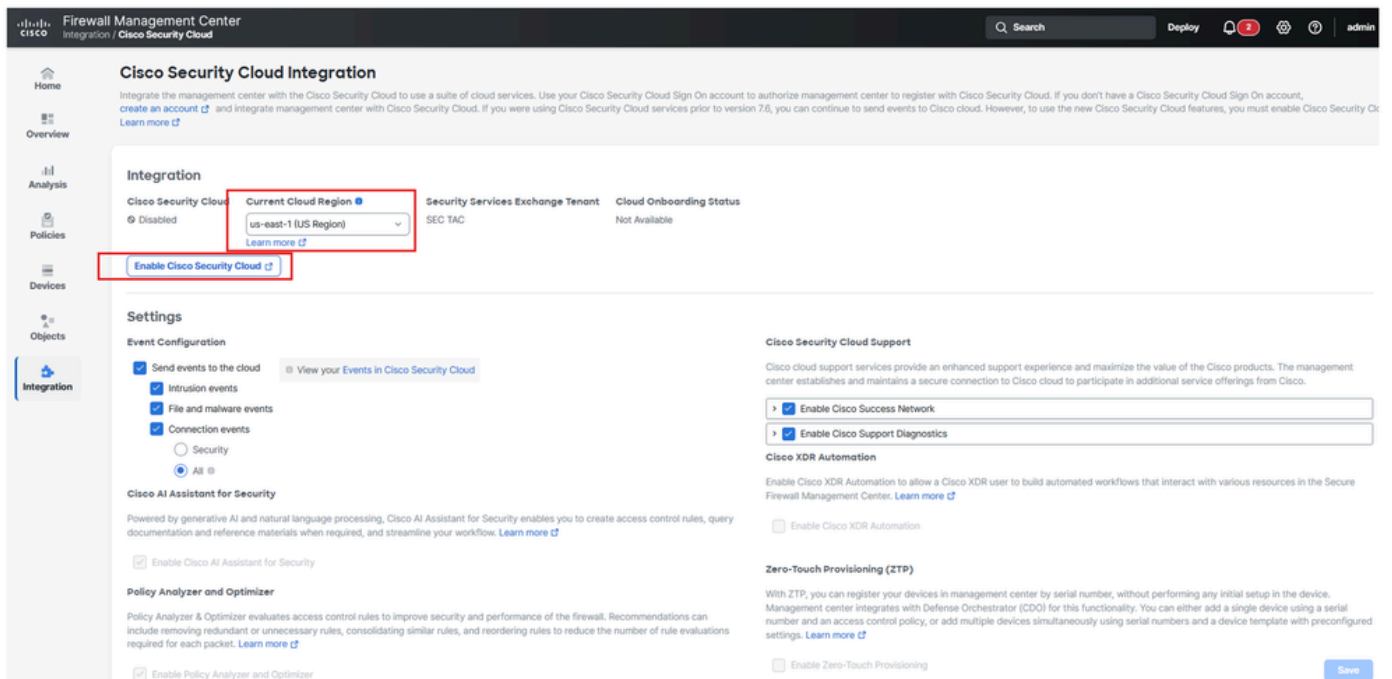 cisco
Firewall Management Center
Integration / Cisco Security Cloud
Search
Deploy
2
admin
Home
Overview
Analysis
Policies
Devices
Objects
Integration
Cisco Security Cloud Integration
Integrate the management center with the Cisco Security Cloud to use a suite of cloud services. Use your Cisco Security Cloud Sign On account to authorize management center to register with Cisco Security Cloud. If you don't have a Cisco Security Cloud Sign On account,
create an account and integrate management center with Cisco Security Cloud. If you were using Cisco Security Cloud services prior to version 7.6, you can continue to send events to Cisco cloud. However, to use the new Cisco Security Cloud features, you must enable Cisco Security
Learn more
Integration
Cisco Security Cloud
Disabled
Current Cloud Region
us-east-1 (US Region)
Learn more
Security Services Exchange Tenant
SEC TAC
Cloud Onboarding Status
Not Available
Enable Cisco Security Cloud
Settings
Event Configuration
Send events to the cloud
View your Events in Cisco Security Cloud
Intrusion events
File and malware events
Connection events
Security
All
Cisco AI Assistant for Security
Powered by generative AI and natural language processing, Cisco AI Assistant for Security enables you to create access control rules, query
documentation and reference materials when required, and streamline your workflow. Learn more
Enable Cisco AI Assistant for Security
Policy Analyzer and Optimizer
Policy Analyzer & Optimizer evaluates access control rules to improve security and performance of the firewall. Recommendations can
include removing redundant or unnecessary rules, consolidating similar rules, and reordering rules to reduce the number of rule evaluations
required for each packet. Learn more
Enable Policy Analyzer and Optimizer
Cisco Security Cloud Support
Cisco cloud support services provide an enhanced support experience and maximize the value of the Cisco products. The management
center establishes and maintains a secure connection to Cisco cloud to participate in additional service offerings from Cisco.
Enable Cisco Success Network
Enable Cisco Support Diagnostics
Cisco XDR Automation
Enable Cisco XDR Automation to allow a Cisco XDR user to build automated workflows that interact with various resources in the Secure
Firewall Management Center. Learn more
Enable Cisco XDR Automation
Zero-Touch Provisioning (ZTP)
With ZTP, you can register your devices in management center by serial number, without performing any initial setup in the device.
Management center integrates with Defense Orchestrator (CDO) for this functionality. You can either add a single device using a serial
number and an access control policy, or add multiple devices simultaneously using serial numbers and a device template with preconfigured
settings. Learn more
Enable Zero-Touch Provisioning
Save